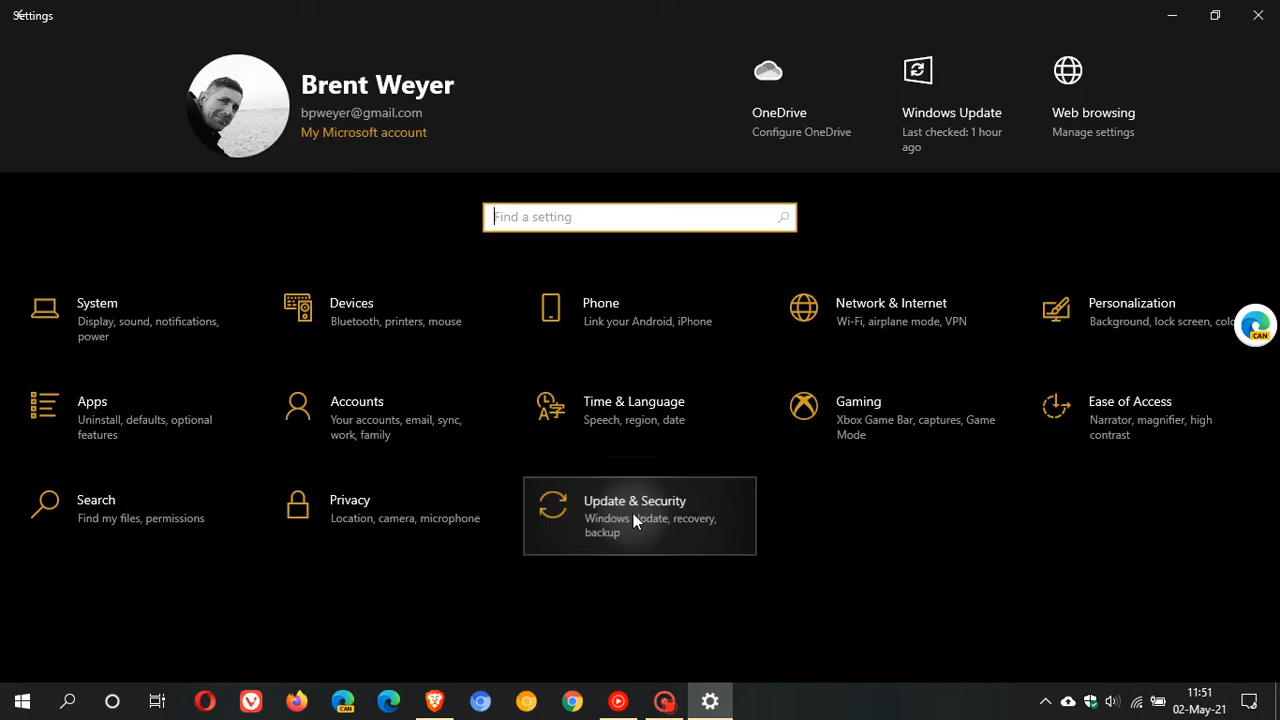 Settings
Brent Weyer
bpweyer@gmail.com
My Microsoft account
OneDrive
Configure OneDrive
Windows Update
Last checked: 1 hour
ago
Web browsing
Manage settings
Find a setting
System
Display, sound, notifications,
power
Devices
Bluetooth, printers, mouse
Phone
Link your Android, iPhone
Network & Internet
Wi-Fi, airplane mode, VPN
Personalization
Background, lock screen,
CAN
Apps
Uninstall, defaults, optional
features
Accounts
Your accounts, email, sync,
work, family
Time & Language
Speech, region, date
Gaming
Xbox Game Bar, captures, Game
Mode
Ease of Access
Narrator, magnifier, high
contrast
Search
Find my files, permissions
Privacy
Location, camera, microphone
Update & Security
Windows Update, recovery,
backup
CAN
11:51
02-May-21